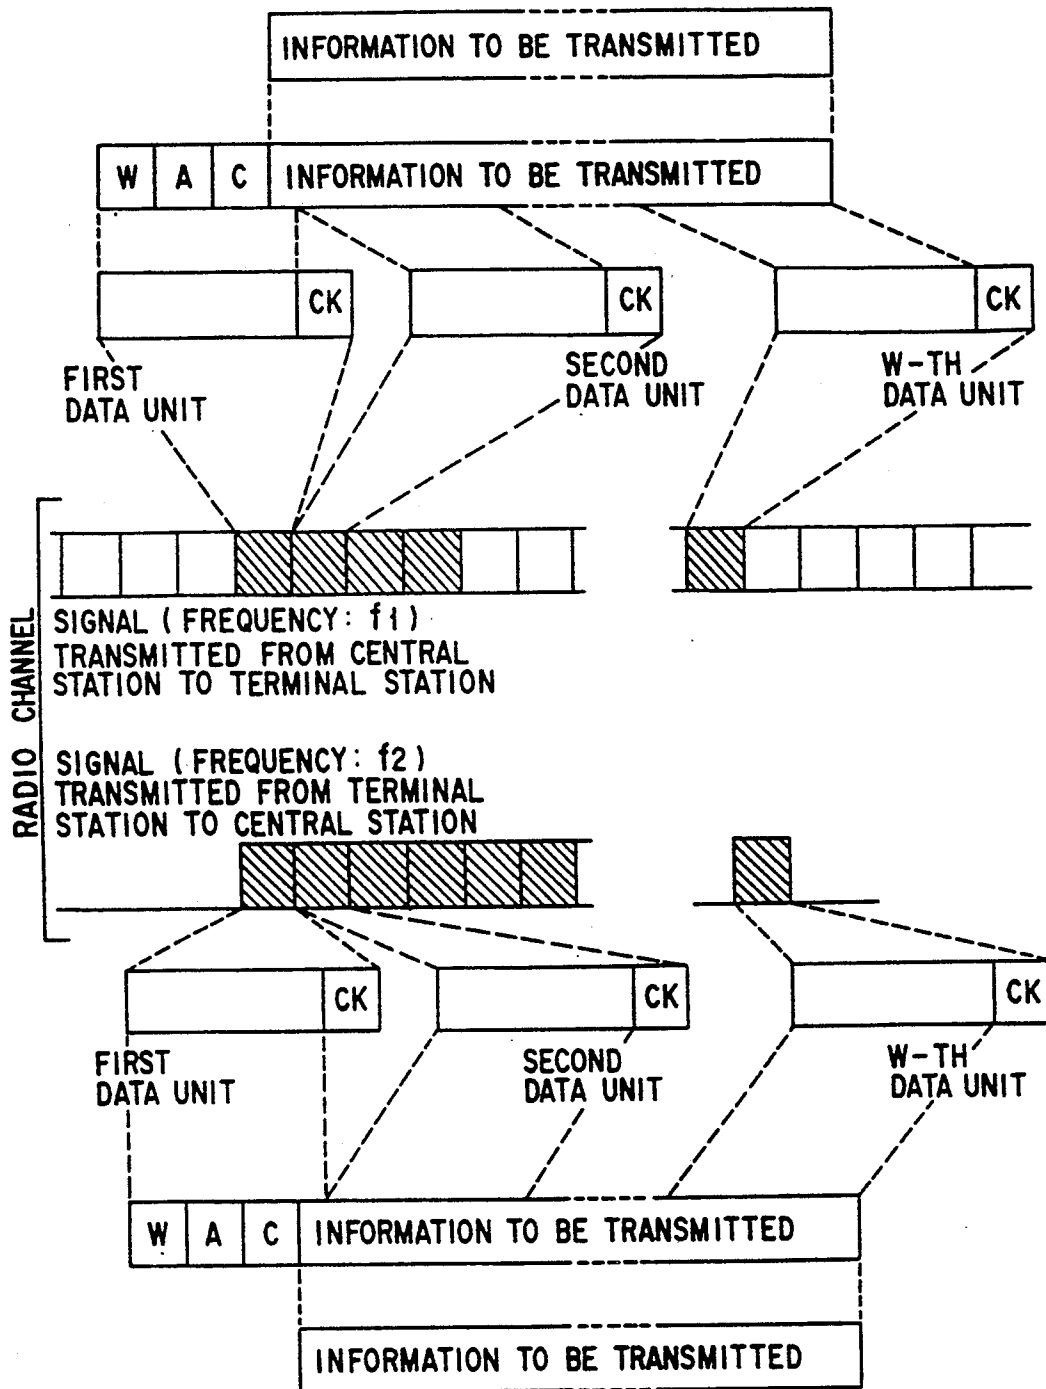 INFORMATION TO BE TRANSMITTED
W A C INFORMATION TO BE TRANSMITTED
CK CK CK
FIRST
DATA UNIT
SECOND
DATA UNIT
W-TH
DATA UNIT
RADIO CHANNEL
SIGNAL (FREQUENCY: f1)
TRANSMITTED FROM CENTRAL
STATION TO TERMINAL STATION
SIGNAL (FREQUENCY: f2)
TRANSMITTED FROM TERMINAL
STATION TO CENTRAL STATION
CK CK CK
FIRST
DATA UNIT
SECOND
DATA UNIT
W-TH
DATA UNIT
W A C INFORMATION TO BE TRANSMITTED
INFORMATION TO BE TRANSMITTED